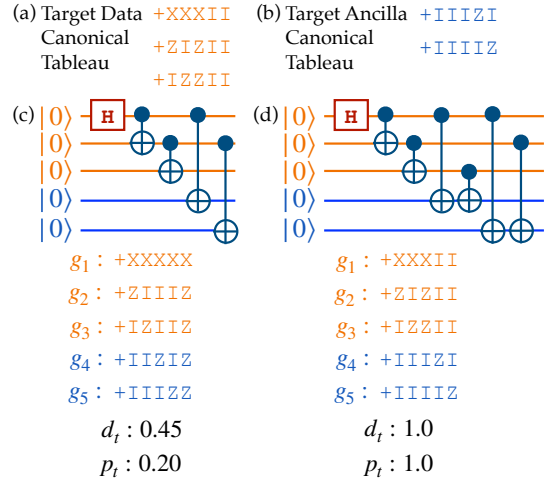 (a) Target Data Canonical Tableau
+XXXII
+ZIZII
+IZZII
(b) Target Ancilla Canonical Tableau
+IIIZI
+IIIIZ
(c)
|0⟩ H
|0⟩
|0⟩
|0⟩
|0⟩
g₁ : +XXXXX
g₂ : +ZIIIZ
g₃ : +IZIIZ
g₄ : +IIZIZ
g₅ : +IIIZZ
dₜ : 0.45
pₜ : 0.20
(d)
|0⟩ H
|0⟩
|0⟩
|0⟩
|0⟩
g₁ : +XXXII
g₂ : +ZIZII
g₃ : +IZZII
g₄ : +IIIZI
g₅ : +IIIIZ
dₜ : 1.0
pₜ : 1.0